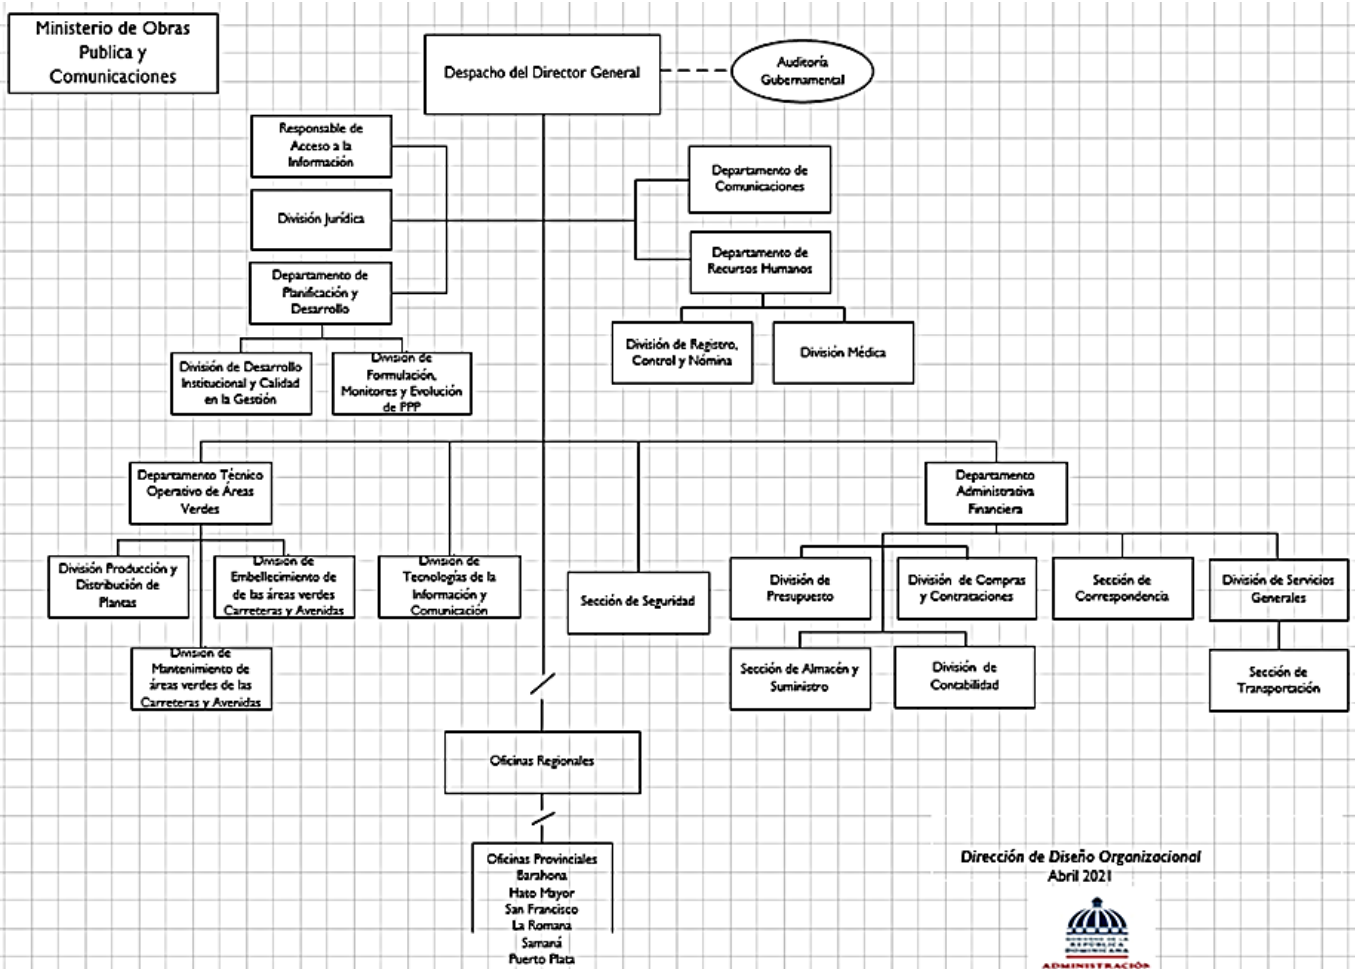 Ministerio de Obras
Publica y
Comunicaciones
Despacho del Director General
Auditoría
Gubernamental
Responsable de
Acceso a la
Información
División Jurídica
Departamento de
Planificación y
Desarrollo
Departamento de
Comunicaciones
Departamento de
Recursos Humanos
División de Desarrollo
Institucional y Calidad
en la Gestión
División de
Formulación,
Monitores y Evolución
de PPP
División de Registro,
Control y Nómina
División Médica
Departamento Técnico
Operativo de Áreas
Verdes
Departamento
Administrativa
Financiera
División Producción y
Distribución de
Plantas
División de
Embellecimiento de
de las áreas verdes
Carreteras y Avenidas
División de
Tecnologías de la
Información y
Comunicación
Sección de Seguridad
División de
Presupuesto
División de Compras
y Contrataciones
Sección de
Correspondencia
División de Servicios
Generales
División de
Mantenimiento de
áreas verdes de las
Carreteras y Avenidas
Sección de Almacén y
Suministro
División de
Contabilidad
Sección de
Transportación
Oficinas Regionales
Oficinas Provinciales
Barahona
Hato Mayor
San Francisco
La Romana
Samaná
Puerto Plata
Dirección de Diseño Organizacional
Abril 2021
GOBIERNO DE LA
REPÚBLICA
DOMINICANA
ADMINISTRACIÓN